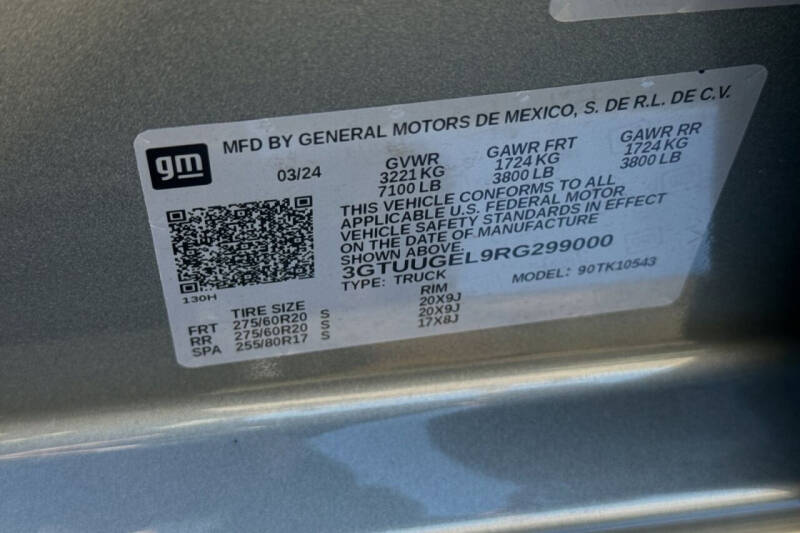 gm
MFD BY GENERAL MOTORS DE MEXICO, S. DE R.L. DE C.V.
03/24 GVWR GAWR FRT GAWR RR
3221 KG 1724 KG 1724 KG
7100 LB 3800 LB 3800 LB
THIS VEHICLE CONFORMS TO ALL
APPLICABLE U.S. FEDERAL MOTOR
VEHICLE SAFETY STANDARDS IN EFFECT
ON THE DATE OF MANUFACTURE
SHOWN ABOVE.
3GTUUGEL9RG299000
TYPE: TRUCK MODEL: 90TK10543
130H
TIRE SIZE RIM
FRT 275/60R20 S 20X9J
RR 275/60R20 S 20X9J
SPA 255/80R17 S 17X8J